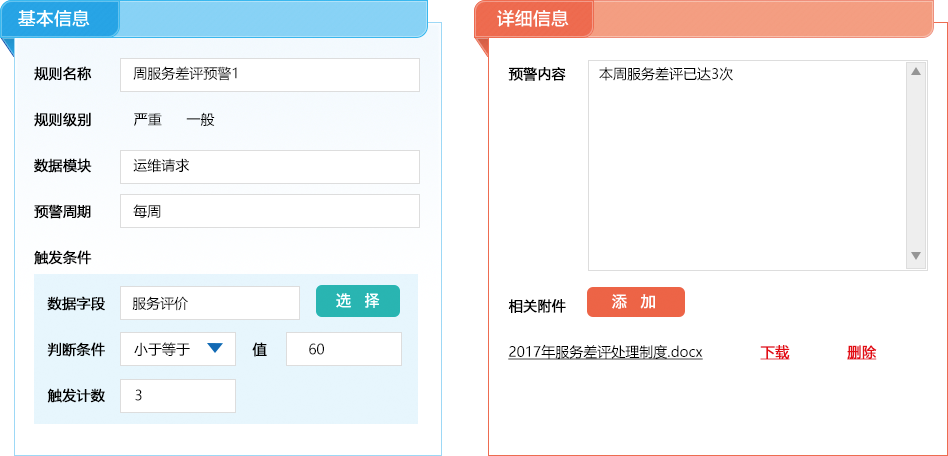 基本信息
规则名称 周服务差评预警1
规则级别 严重 一般
数据模块 运维请求
预警周期 每周
触发条件
数据字段 服务评价 选 择
判断条件 小于等于 值 60
触发计数 3
详细信息
预警内容 本周服务差评已达3次
相关附件 添 加
2017年服务差评处理制度.docx 下载 删除